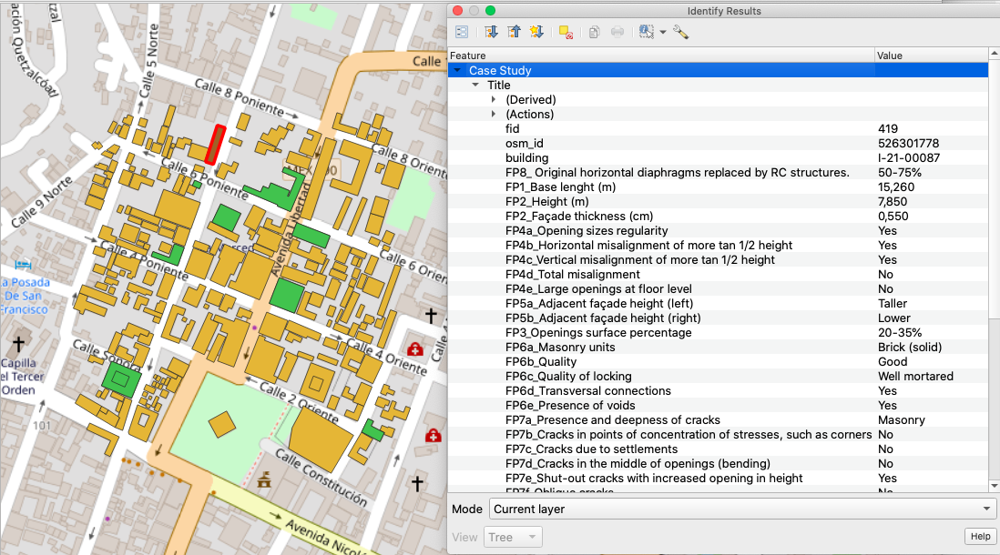 ación Quetzalcóatl
Calle 5 Norte
Calle
Calle 8 Poniente
Calle 8 Oriente
Calle 6 Poniente
Calle 9 Norte
Avenida Libertad
Calle 6 Orien
Calle 4 Poniente
a Posada
De San
Francisco
Calle 4 Oriente
Calle Sonora
Capilla
el Tercer
Orden
Calle 2 Oriente
101
Calle Constitución
Avenida Nicol
Identify Results
Feature Value
Case Study
Title
(Derived)
(Actions)
fid 419
osm_id 526301778
building I-21-00087
FP8_ Original horizontal diaphragms replaced by RC structures. 50-75%
FP1_Base lenght (m) 15,260
FP2_Height (m) 7,850
FP2_Façade thickness (cm) 0,550
FP4a_Opening sizes regularity Yes
FP4b_Horizontal misalignment of more tan 1/2 height Yes
FP4c_Vertical misalignment of more tan 1/2 height Yes
FP4d_Total misalignment No
FP4e_Large openings at floor level No
FP5a_Adjacent façade height (left) Taller
FP5b_Adjacent façade height (right) Lower
FP3_Openings surface percentage 20-35%
FP6a_Masonry units Brick (solid)
FP6b_Quality Good
FP6c_Quality of locking Well mortared
FP6d_Transversal connections Yes
FP6e_Presence of voids Yes
FP7a_Presence and deepness of cracks Masonry
FP7b_Cracks in points of concentration of stresses, such as corners No
FP7c_Cracks due to settlements No
FP7d_Cracks in the middle of openings (bending) No
FP7e_Shut-out cracks with increased opening in height Yes
FP7f_Oblique cracks No
Mode Current layer
View Tree
Help